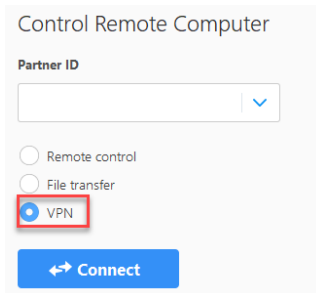 Control Remote Computer
Partner ID
Remote control
File transfer
VPN
Connect